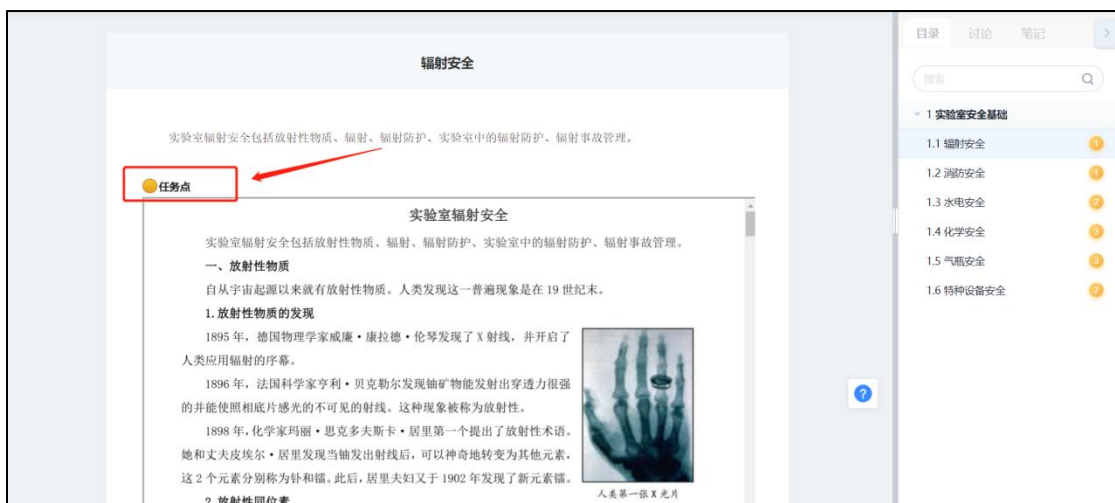 辐射安全
实验室辐射安全包括放射性物质、辐射、辐射防护、实验室中的辐射防护、辐射事故管理。
任务点
实验室辐射安全
实验室辐射安全包括放射性物质、辐射、辐射防护、实验室中的辐射防护、辐射事故管理。
一、放射性物质
自从宇宙起源以来就有放射性物质。人类发现这一普遍现象是在 19 世纪末。
1.放射性物质的发现
1895 年，德国物理学家威廉·康拉德·伦琴发现了 X 射线，并开启了
人类应用辐射的序幕。
1896 年，法国科学家亨利·贝克勒尔发现铀矿物能发射出穿透力很强
的并能使照相底片感光的不可见的射线。这种现象被称为放射性。
1898 年，化学家玛丽·思克多夫斯卡·居里第一个提出了放射性术语。
她和丈夫皮埃尔·居里发现当铀发出射线后，可以神奇地转变为其他元素，
这 2 个元素分别称为钋和镭。此后，居里夫妇又于 1902 年发现了新元素镭。
人类第一张 X 光片
2.放射性同位素
目录
讨论
笔记
搜索
1 实验室安全基础
1.1 辐射安全
1
1.2 消防安全
1
1.3 水电安全
2
1.4 化学安全
3
1.5 气瓶安全
3
1.6 特种设备安全
2